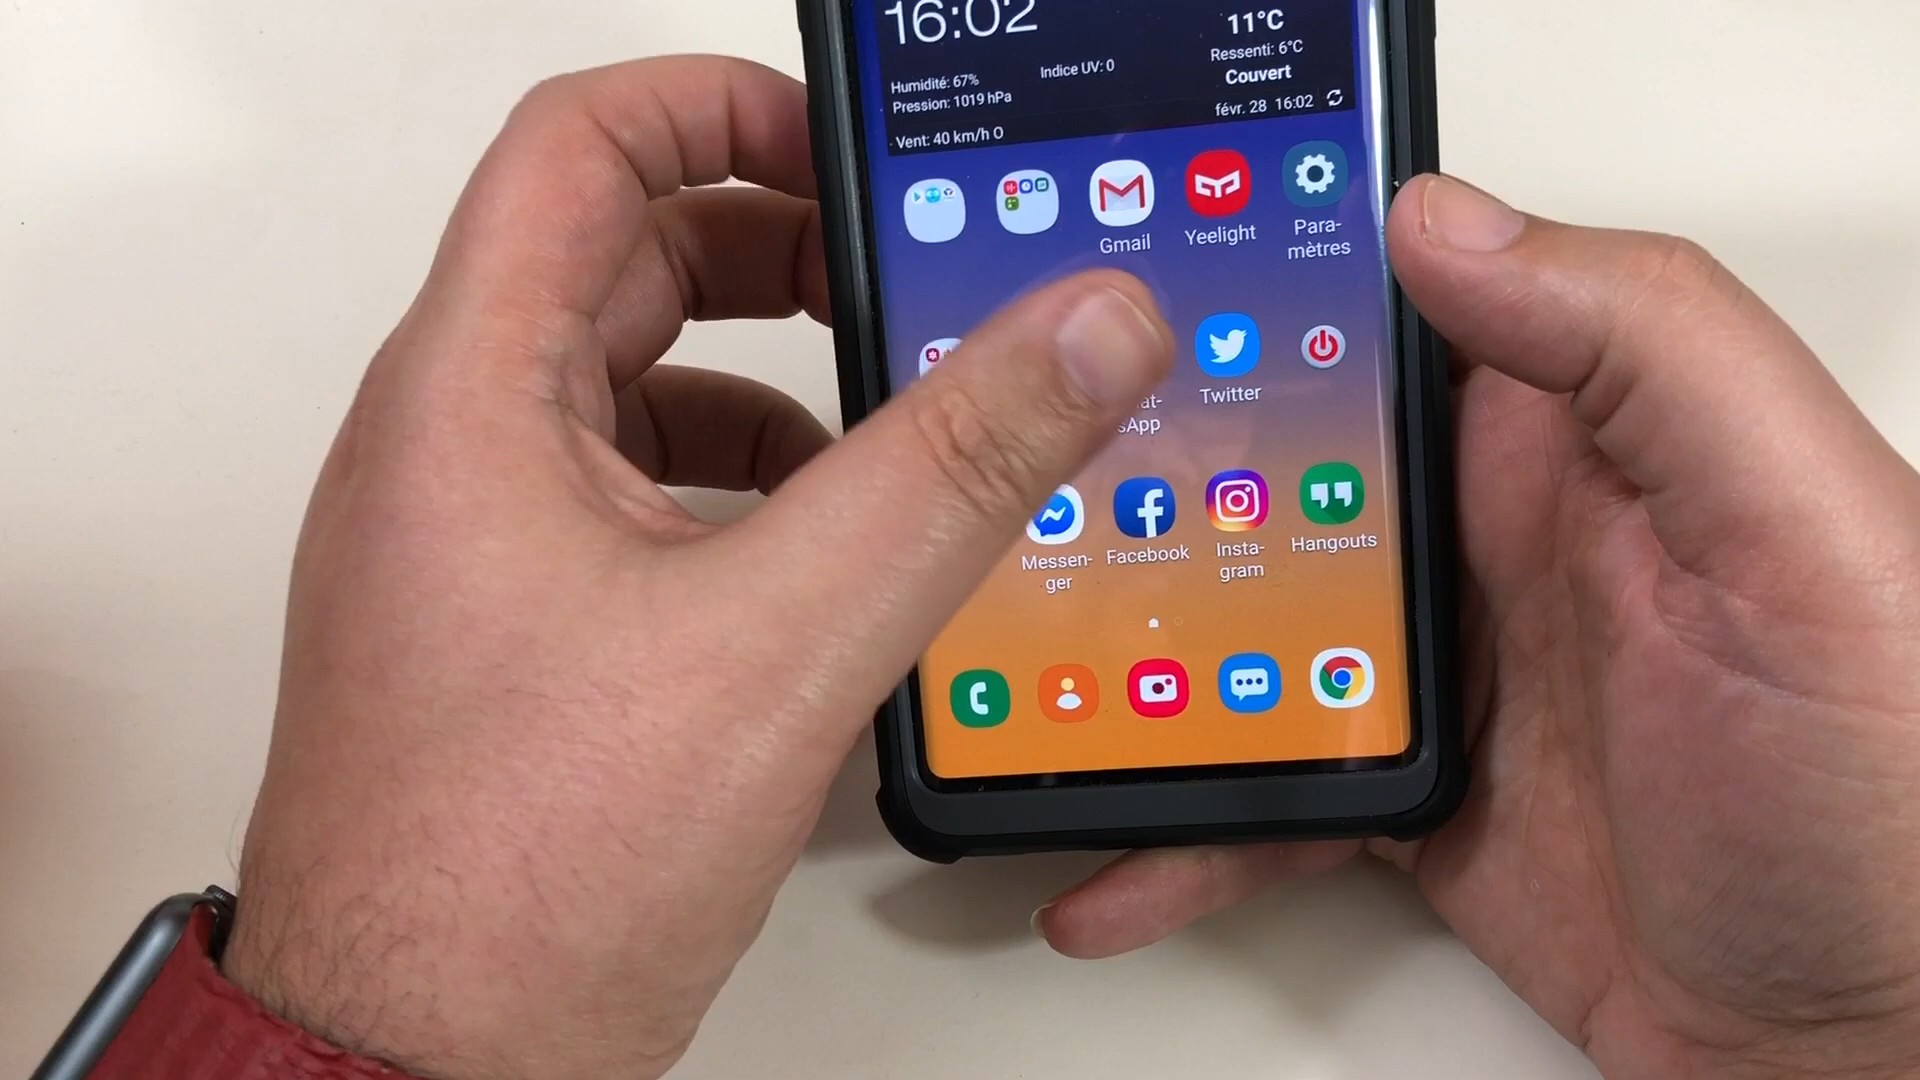 16:02
11°C
Ressenti: 6°C
Couvert
Humidité: 67%
Indice UV: 0
Pression: 1019 hPa
févr. 28 16:02
Vent: 40 km/h O
Gmail
Yeelight
Para-
mètres
Twitter
Messen-
ger
Facebook
Insta-
gram
Hangouts